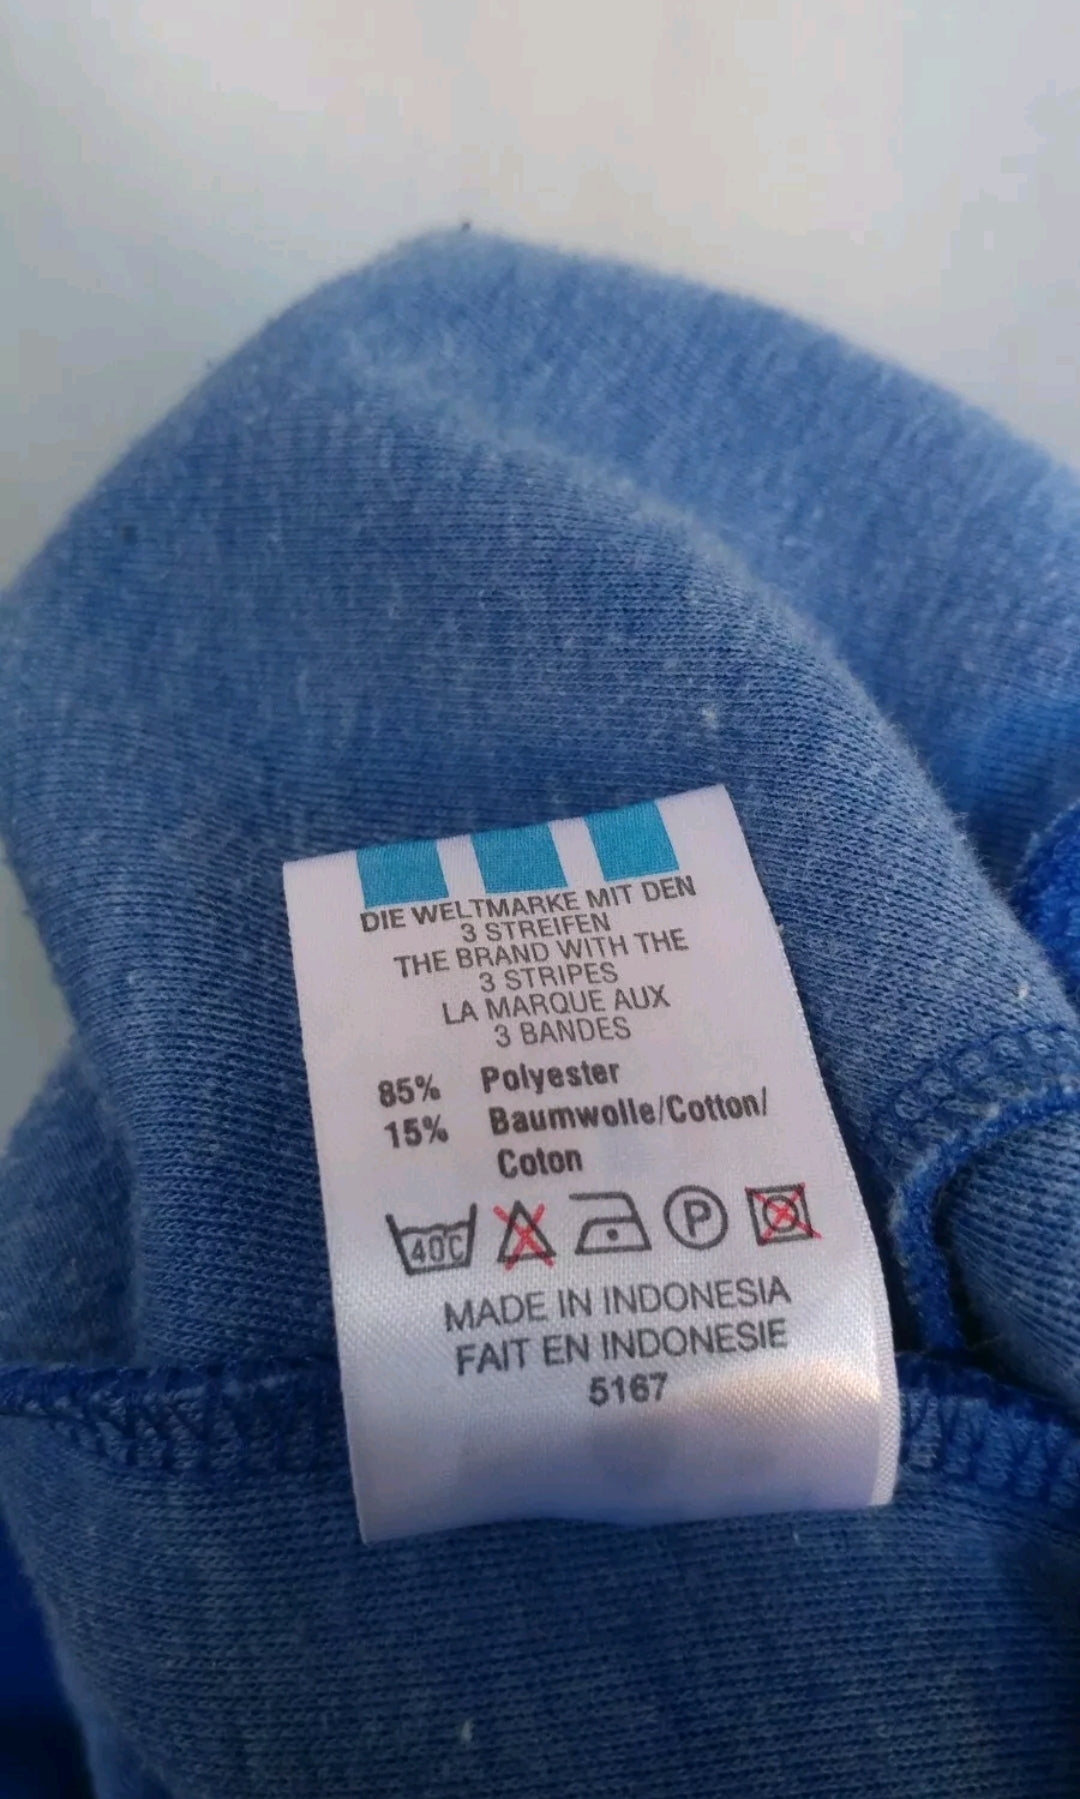 DIE WELTMARKE MIT DEN
3 STREIFEN
THE BRAND WITH THE
3 STRIPES
LA MARQUE AUX
3 BANDES
85% Polyester
15% Baumwolle/Cotton/
Coton
40°C P
MADE IN INDONESIA
FAIT EN INDONESIE
5167